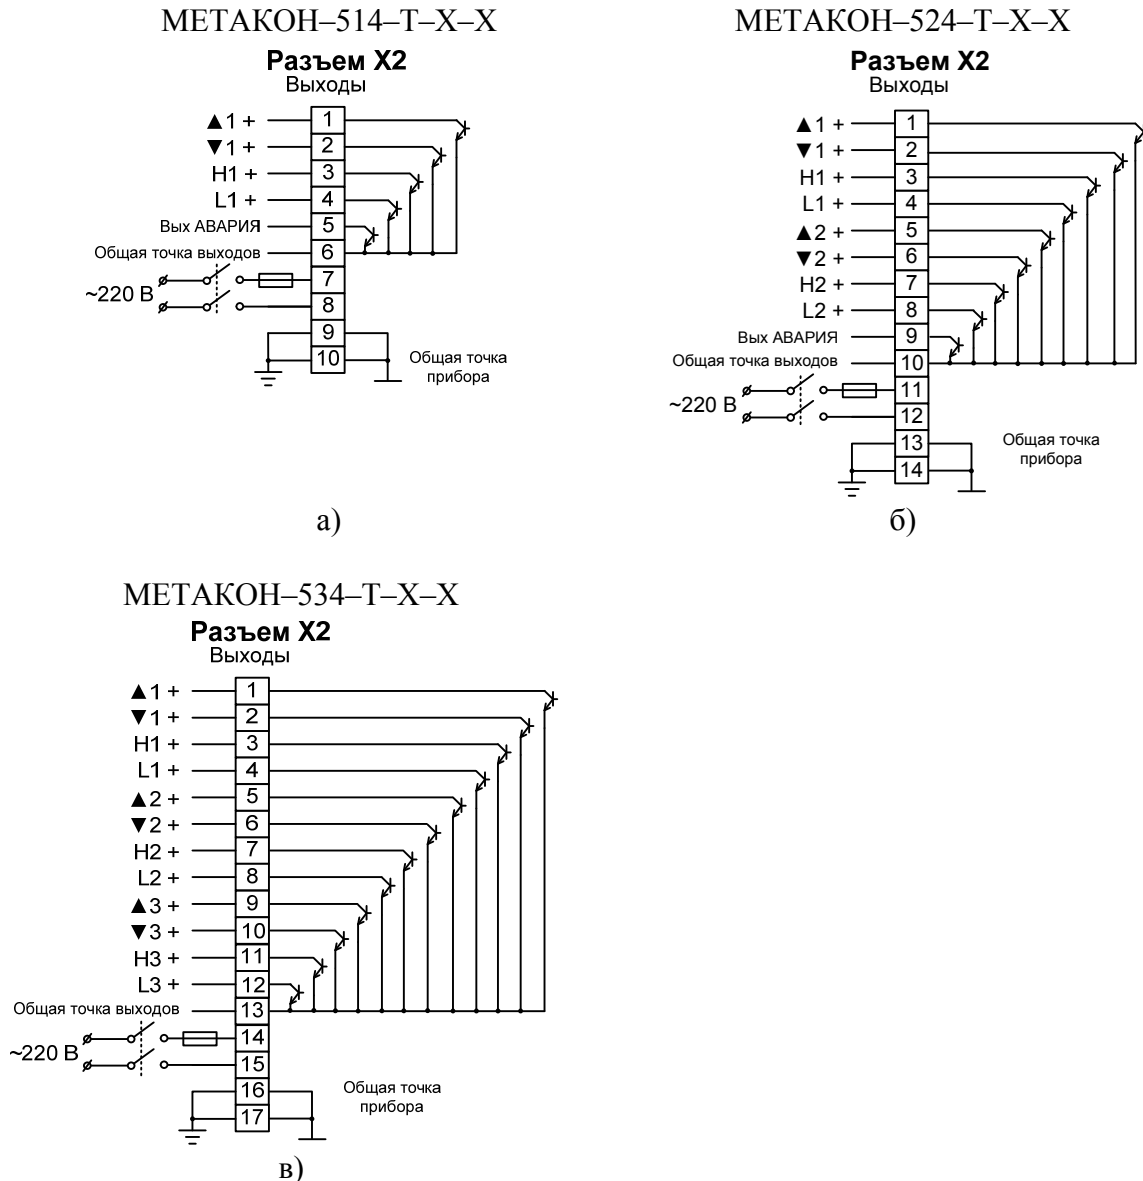 МЕТАКОН–514–Т–Х–Х
Разъем Х2
Выходы
▲1 + 1
▼1 + 2
H1 + 3
L1 + 4
Вых АВАРИЯ 5
Общая точка выходов 6
7
~220 В
8
9
10
Общая точка
прибора
а)
МЕТАКОН–524–Т–Х–Х
Разъем Х2
Выходы
▲1 + 1
▼1 + 2
H1 + 3
L1 + 4
▲2 + 5
▼2 + 6
H2 + 7
L2 + 8
Вых АВАРИЯ 9
Общая точка выходов 10
11
~220 В
12
13
14
Общая точка
прибора
б)
МЕТАКОН–534–Т–Х–Х
Разъем Х2
Выходы
▲1 + 1
▼1 + 2
H1 + 3
L1 + 4
▲2 + 5
▼2 + 6
H2 + 7
L2 + 8
▲3 + 9
▼3 + 10
H3 + 11
L3 + 12
Общая точка выходов 13
14
~220 В
15
16
17
Общая точка
прибора
в)